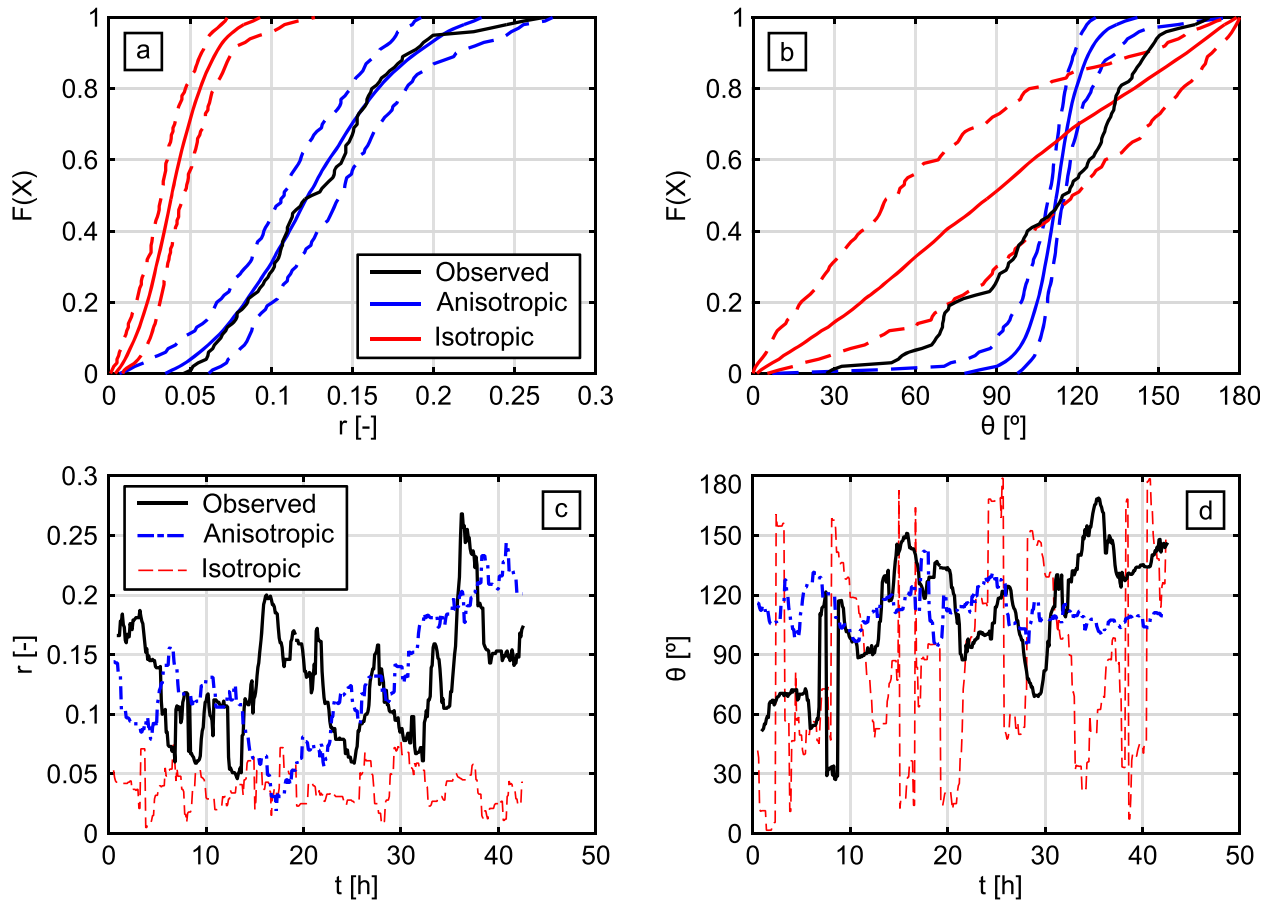 a
F(X)
1
0.8
0.6
0.4
0.2
0
0
0.05
0.1
0.15
0.2
0.25
0.3
r [-]
Observed
Anisotropic
Isotropic
b
F(X)
1
0.8
0.6
0.4
0.2
0
0
30
60
90
120
150
180
θ [º]
c
r [-]
0.3
0.25
0.2
0.15
0.1
0.05
0
0
10
20
30
40
50
t [h]
Observed
Anisotropic
Isotropic
d
θ [º]
180
150
120
90
60
30
0
0
10
20
30
40
50
t [h]